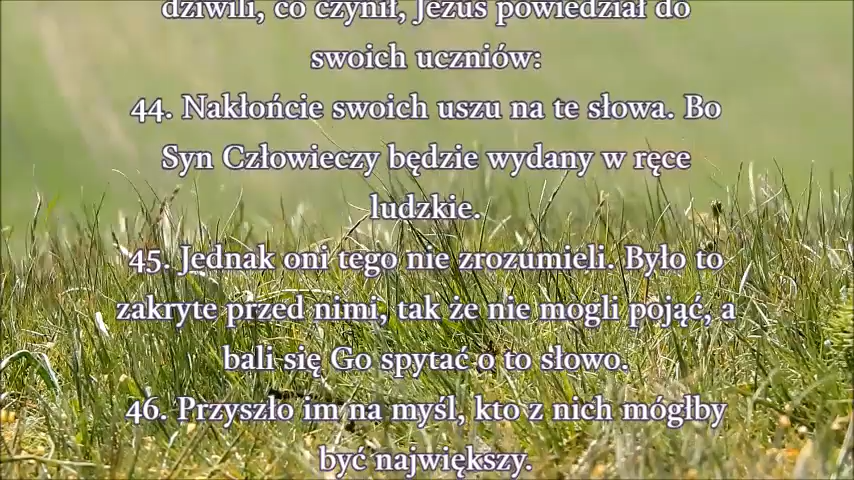 dziwili, co czynił, Jezus powiedział do
swoich uczniów:
44. Nakłońcie swoich uszu na te słowa. Bo
Syn Człowieczy będzie wydany w ręce
ludzkie.
45. Jednak oni tego nie zrozumieli. Było to
zakryte przed nimi, tak że nie mogli pojąć, a
bali się Go spytać o to słowo.
46. Przyszło im na myśl, kto z nich mógłby
być największy.